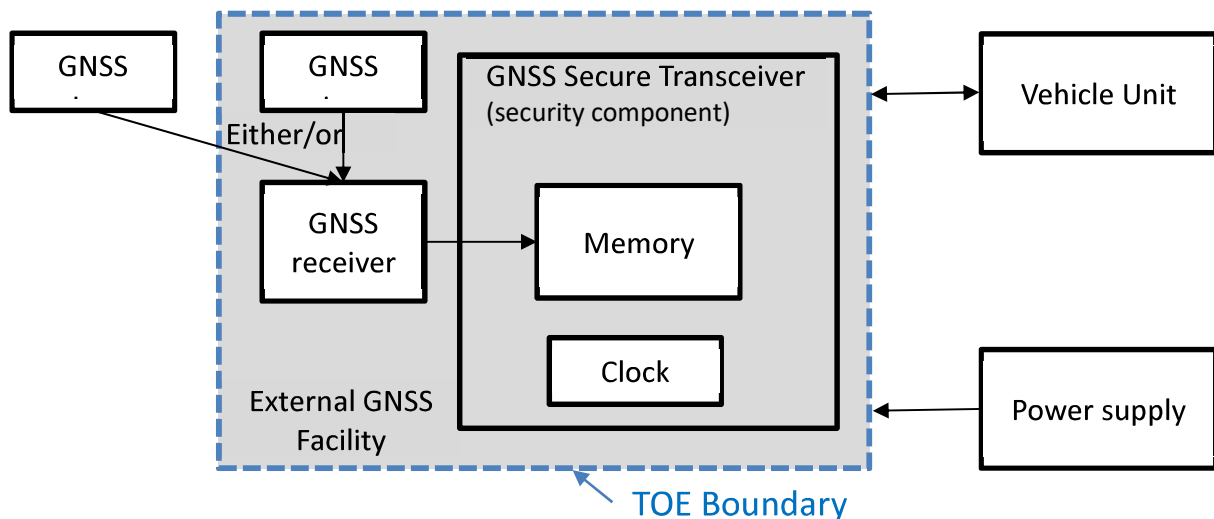 GNSS
GNSS
GNSS Secure Transceiver
(security component)
Vehicle Unit
Either/or
GNSS
receiver
Memory
Clock
External GNSS
Facility
Power supply
TOE Boundary